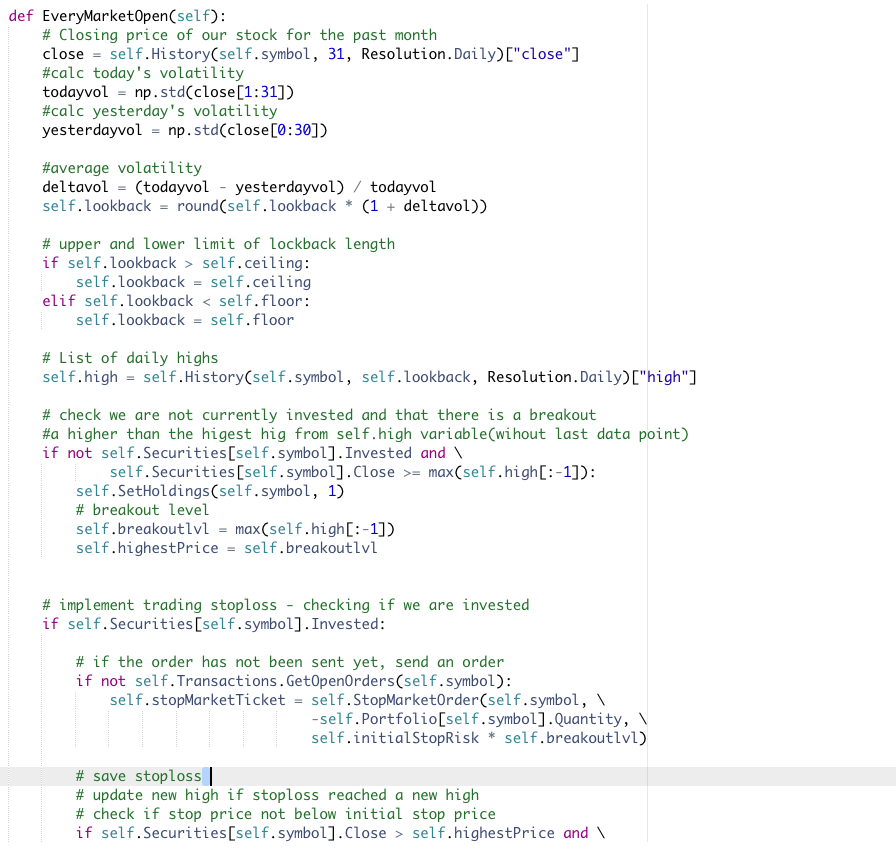 def EveryMarketOpen(self):
    # Closing price of our stock for the past month
    close = self.History(self.symbol, 31, Resolution.Daily)["close"]
    #calc today's volatility
    todayvol = np.std(close[1:31])
    #calc yesterday's volatility
    yesterdayvol = np.std(close[0:30])

    #average volatility
    deltavol = (todayvol - yesterdayvol) / todayvol
    self.lookback = round(self.lookback * (1 + deltavol))

    # upper and lower limit of lockback length
    if self.lookback > self.ceiling:
        self.lookback = self.ceiling
    elif self.lookback < self.floor:
        self.lookback = self.floor

    # List of daily highs
    self.high = self.History(self.symbol, self.lookback, Resolution.Daily)["high"]

    # check we are not currently invested and that there is a breakout
    #a higher than the higest hig from self.high variable(wihout last data point)
    if not self.Securities[self.symbol].Invested and \
            self.Securities[self.symbol].Close >= max(self.high[:-1]):
        self.SetHoldings(self.symbol, 1)
        # breakout level
        self.breakoutlvl = max(self.high[:-1])
        self.highestPrice = self.breakoutlvl

    # implement trading stoploss - checking if we are invested
    if self.Securities[self.symbol].Invested:

        # if the order has not been sent yet, send an order
        if not self.Transactions.GetOpenOrders(self.symbol):
            self.stopMarketTicket = self.StopMarketOrder(self.symbol, \
                                    -self.Portfolio[self.symbol].Quantity, \
                                    self.initialStopRisk * self.breakoutlvl)

        # save stoploss
        # update new high if stoploss reached a new high
        # check if stop price not below initial stop price
        if self.Securities[self.symbol].Close > self.highestPrice and \